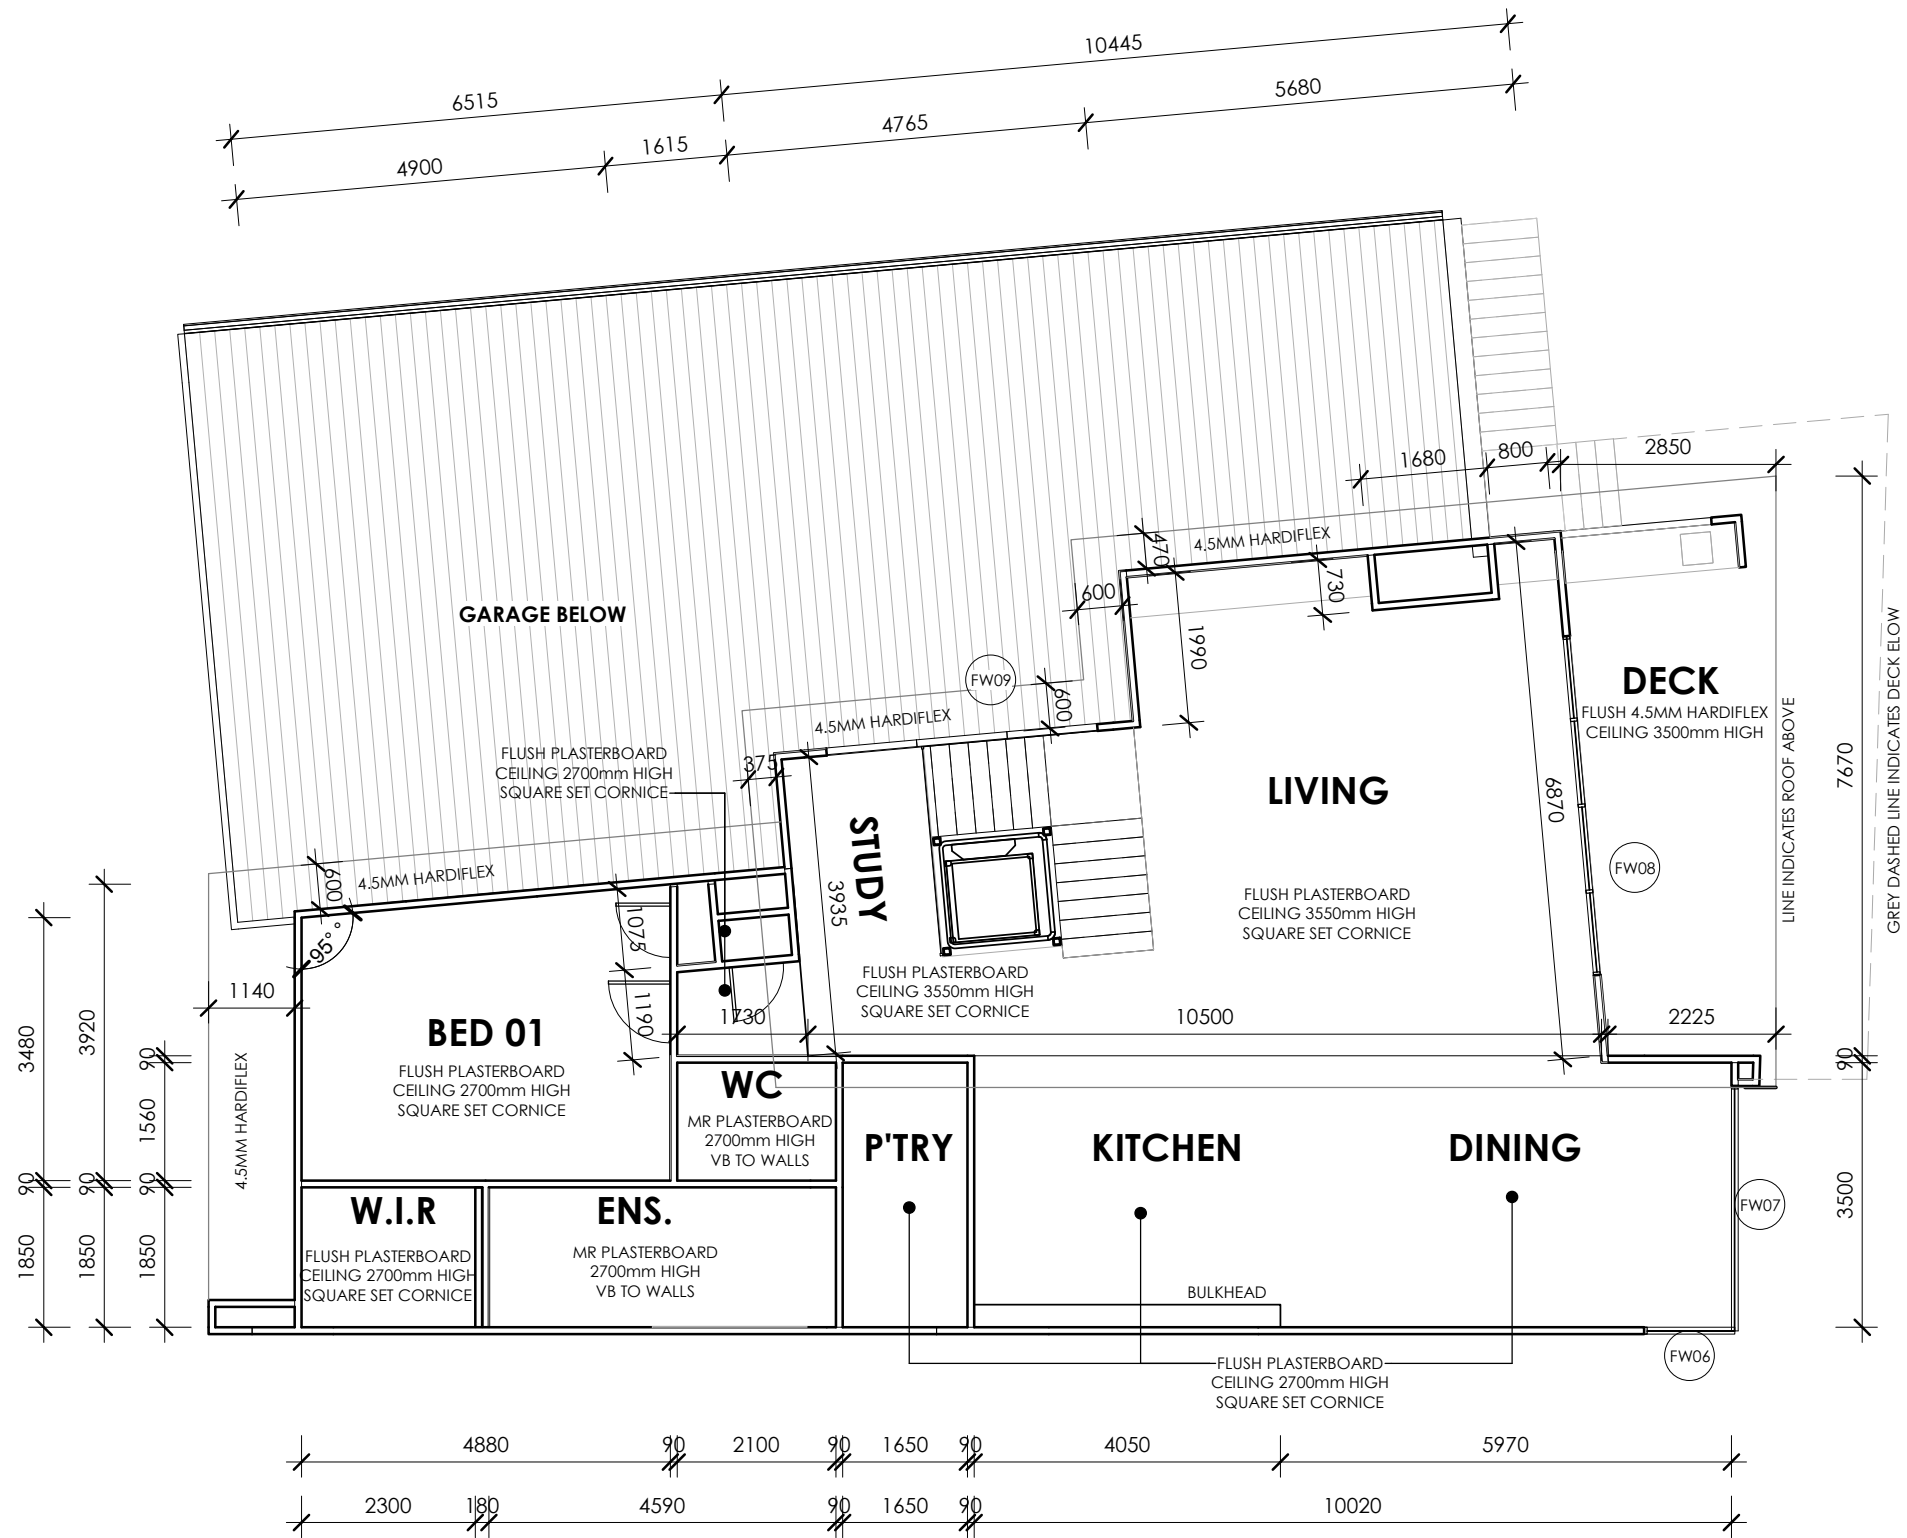 10445
6515
5680
4765
1615
4900
2850
800
1680
470
4.5MM HARDIFLEX
730
600
GARAGE BELOW
1990
FW09
600
DECK
FLUSH 4.5MM HARDIFLEX
CEILING 3500mm HIGH
LINE INDICATES ROOF ABOVE
7670
GREY DASHED LINE INDICATES DECK ELOW
4.5MM HARDIFLEX
FLUSH PLASTERBOARD
CEILING 2700mm HIGH
SQUARE SET CORNICE
375
LIVING
6870
STUDY
3935
FW08
600
4.5MM HARDIFLEX
FLUSH PLASTERBOARD
CEILING 3550mm HIGH
SQUARE SET CORNICE
95°
1075
FLUSH PLASTERBOARD
CEILING 3550mm HIGH
SQUARE SET CORNICE
1140
1190
1730
10500
2225
BED 01
FLUSH PLASTERBOARD
CEILING 2700mm HIGH
SQUARE SET CORNICE
3480
3920
90
1560
90
90
90
1850
1850
1850
4.5MM HARDIFLEX
WC
MR PLASTERBOARD
2700mm HIGH
VB TO WALLS
P'TRY
KITCHEN
DINING
90
3500
FW07
W.I.R
FLUSH PLASTERBOARD
CEILING 2700mm HIGH
SQUARE SET CORNICE
ENS.
MR PLASTERBOARD
2700mm HIGH
VB TO WALLS
BULKHEAD
FW06
FLUSH PLASTERBOARD
CEILING 2700mm HIGH
SQUARE SET CORNICE
4880 90 2100 90 1650 90 4050 5970
2300 180 4590 90 1650 90 10020